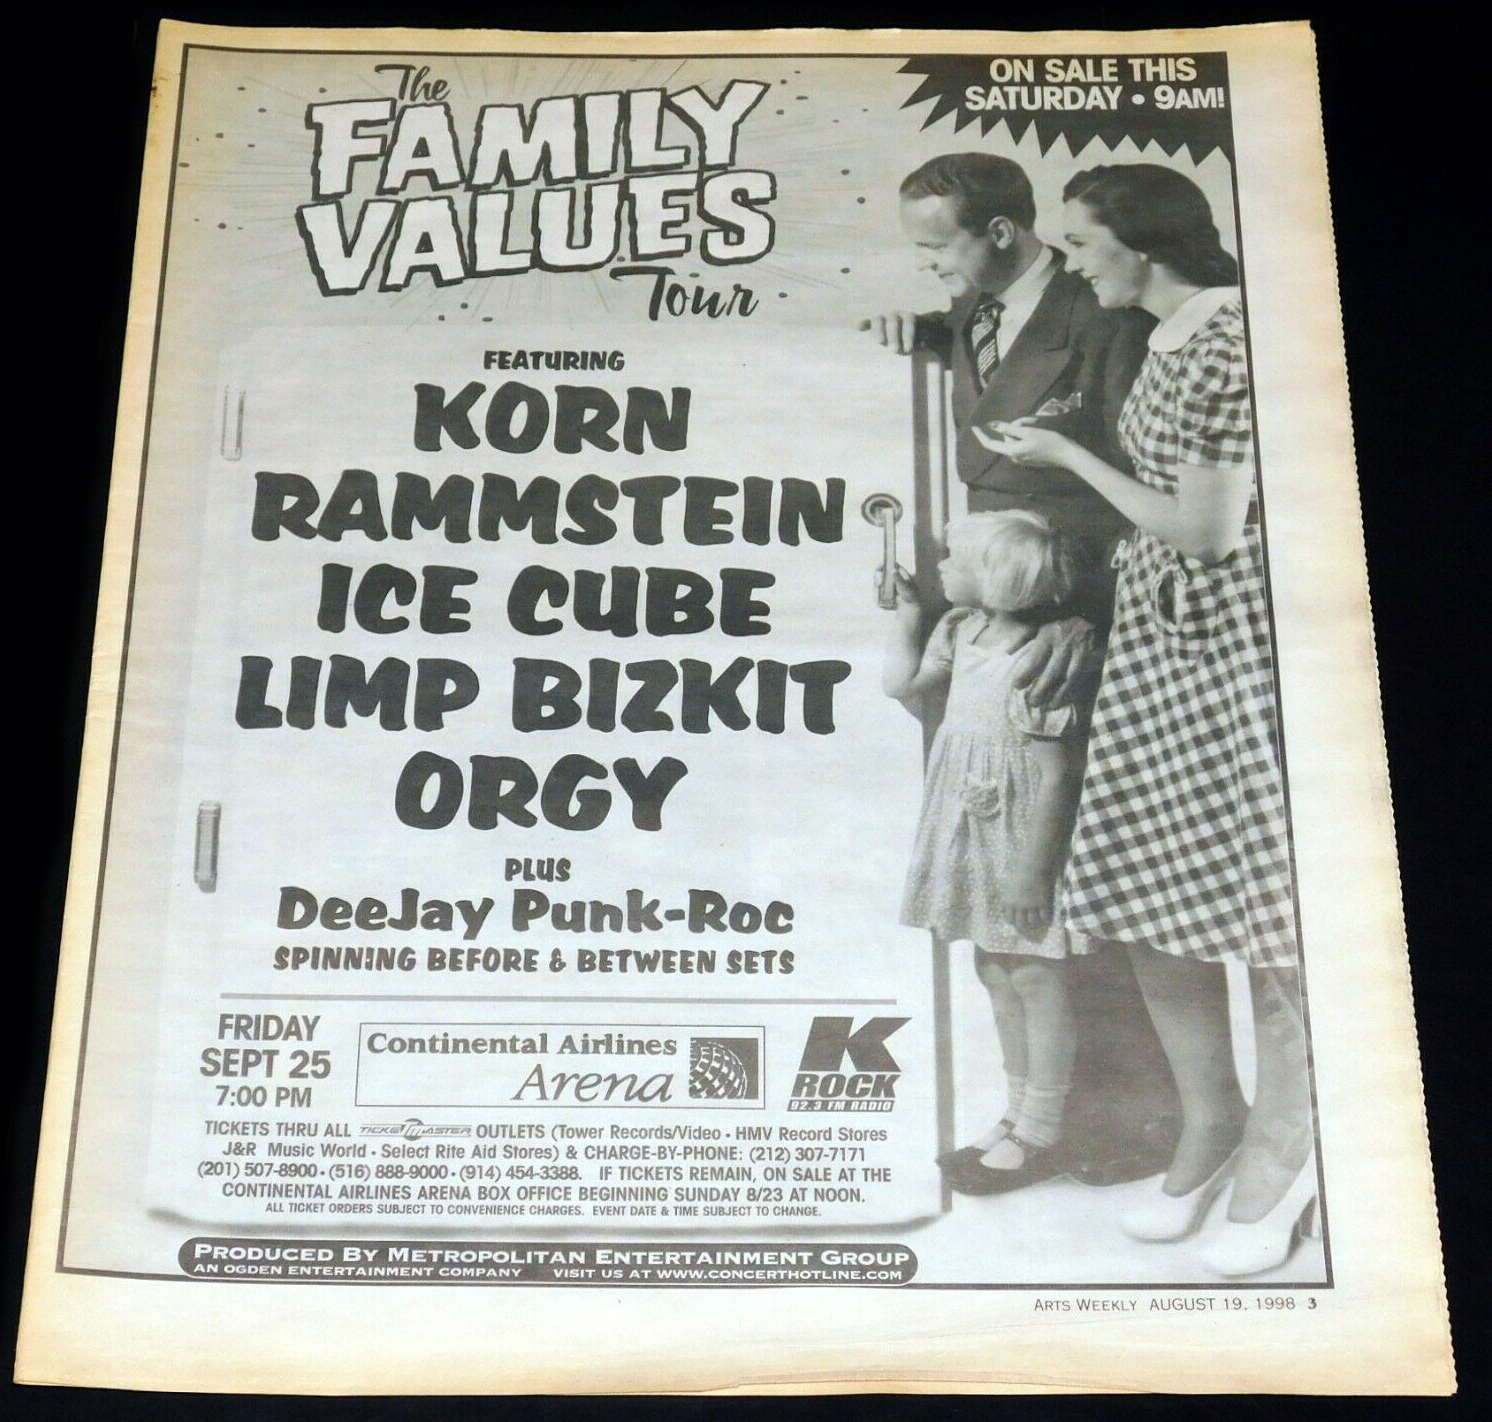 The
FAMILY
VALUES
Tour
ON SALE THIS
SATURDAY • 9AM!
FEATURING
KORN
RAMMSTEIN
ICE CUBE
LIMP BIZKIT
ORGY
PLUS
DeeJay Punk-Roc
SPINNING BEFORE & BETWEEN SETS
FRIDAY
SEPT 25
7:00 PM
Continental Airlines
Arena
K
ROCK
92.3 FM RADIO
TICKETS THRU ALL TICKETMASTER OUTLETS (Tower Records/Video • HMV Record Stores
J&R Music World • Select Rite Aid Stores) & CHARGE-BY-PHONE: (212) 307-7171
(201) 507-8900 • (516) 888-9000 • (914) 454-3388. IF TICKETS REMAIN, ON SALE AT THE
CONTINENTAL AIRLINES ARENA BOX OFFICE BEGINNING SUNDAY 8/23 AT NOON.
ALL TICKET ORDERS SUBJECT TO CONVENIENCE CHARGES. EVENT DATE & TIME SUBJECT TO CHANGE.
PRODUCED BY METROPOLITAN ENTERTAINMENT GROUP
AN OGDEN ENTERTAINMENT COMPANY VISIT US AT WWW.CONCERTHOTLINE.COM
ARTS WEEKLY AUGUST 19, 1998 3